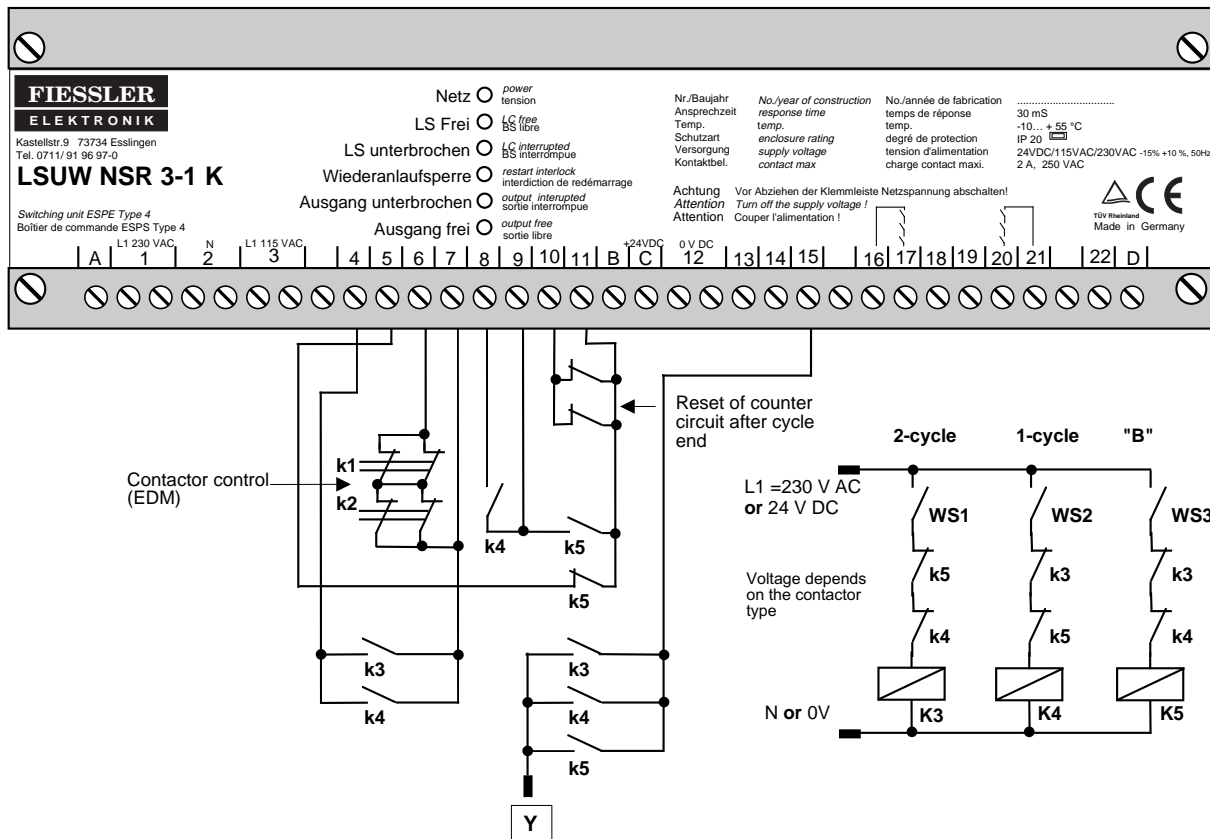 FIESSLER
ELEKTRONIK
Kastellstr.9 73734 Esslingen
Tel. 0711/ 91 96 97-0
LSUW NSR 3-1 K
Switching unit ESPE Type 4
Boîtier de commande ESPS Type 4
Netz power
tension
LS Frei LC free
BS libre
LS unterbrochen LC interrupted
BS interrompue
Wiederanlaufsperre restart interlock
interdiction de redémarrage
Ausgang unterbrochen output interupted
sortie interrompue
Ausgang frei output free
sortie libre
Nr./Baujahr No./year of construction No./année de fabrication ................................
Ansprechzeit response time temps de réponse 30 mS
Temp. temp. temp. -10... + 55 °C
Schutzart enclosure rating degré de protection IP 20
Versorgung supply voltage tension d'alimentation 24VDC/115VAC/230VAC -15% +10 %, 50Hz
Kontaktbel. contact max charge contact maxi. 2 A, 250 VAC
Achtung Vor Abziehen der Klemmleiste Netzspannung abschalten!
Attention Turn off the supply voltage !
Attention Couper l'alimentation !
TÜV Rheinland
CE
Made in Germany
L1 230 VAC N L1 115 VAC +24VDC 0 V DC
A 1 2 3 4 5 6 7 8 9 10 11 B C 12 13 14 15 16 17 18 19 20 21 22 D
Reset of counter
circuit after cycle
end
Contactor control
(EDM)
k1
k2
k4
k5
k5
k3
k4
k3
k4
k5
Y
2-cycle 1-cycle "B"
L1 =230 V AC
or 24 V DC
WS1 WS2 WS3
Voltage depends
on the contactor
type
k5 k3 k3
k4 k5 k4
K3 K4 K5
N or 0V